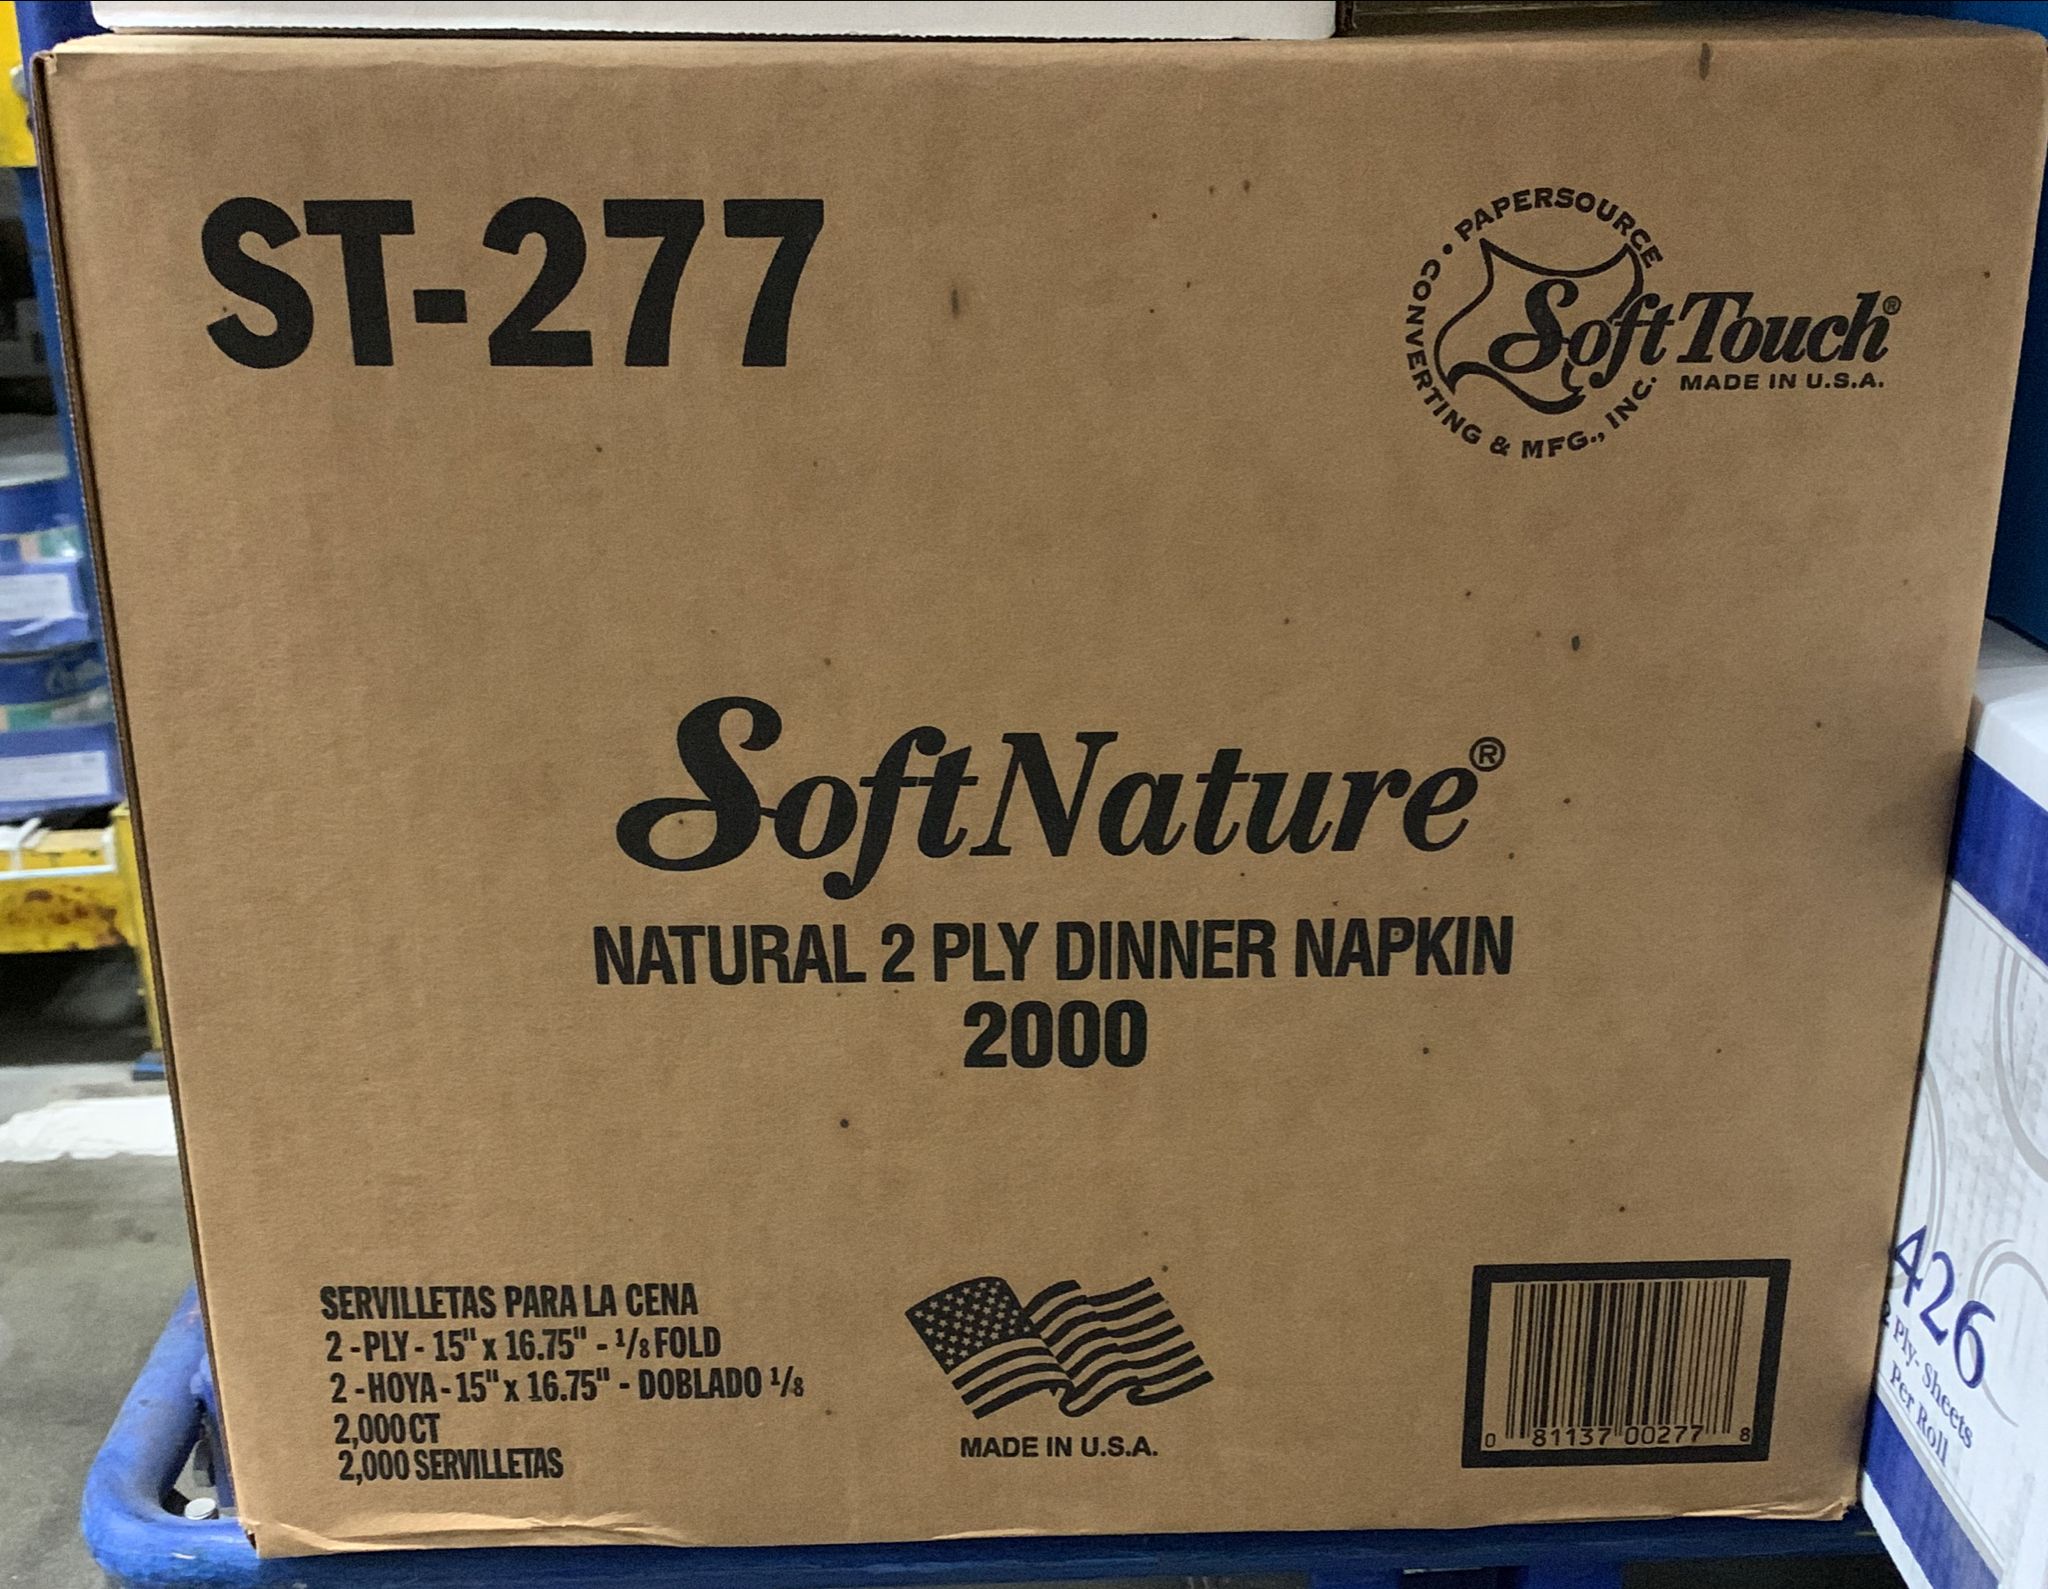 ST-277
• PAPERSOURCE CONVERTING & MFG., INC.
SoftTouch®
MADE IN U.S.A.
SoftNature®
NATURAL 2 PLY DINNER NAPKIN
2000
SERVILLETAS PARA LA CENA
2-PLY - 15" x 16.75" - 1/8 FOLD
2-HOYA - 15" x 16.75" - DOBLADO 1/8
2,000 CT
2,000 SERVILLETAS
MADE IN U.S.A.
0 81137 00277 8
426
2 Ply- Sheets
Per Roll